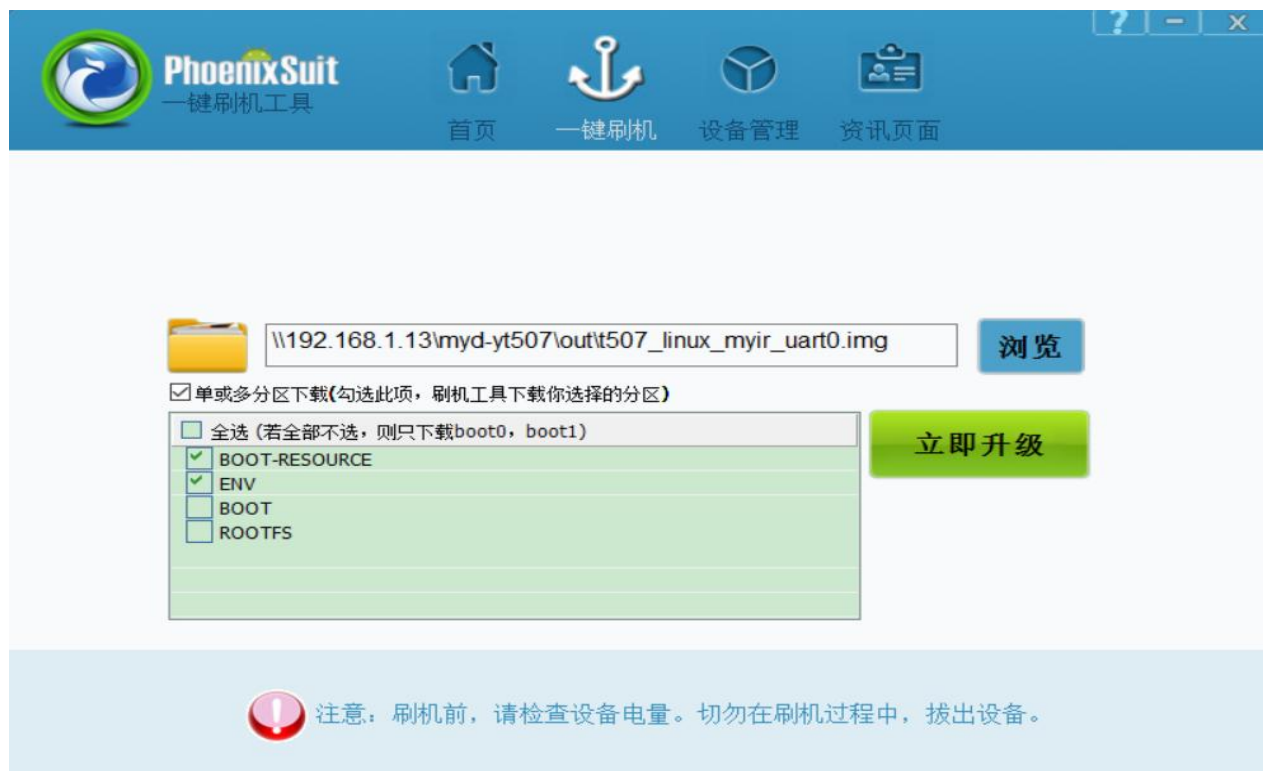 PhoenixSuit
一键刷机工具
首页
一键刷机
设备管理
资讯页面
\\192.168.1.13\myd-yt507\out\t507_linux_myir_uart0.img
浏览
单或多分区下载(勾选此项，刷机工具下载你选择的分区)
全选 (若全部不选，则只下载boot0，boot1)
BOOT-RESOURCE
ENV
BOOT
ROOTFS
立即升级
注意：刷机前，请检查设备电量。切勿在刷机过程中，拔出设备。